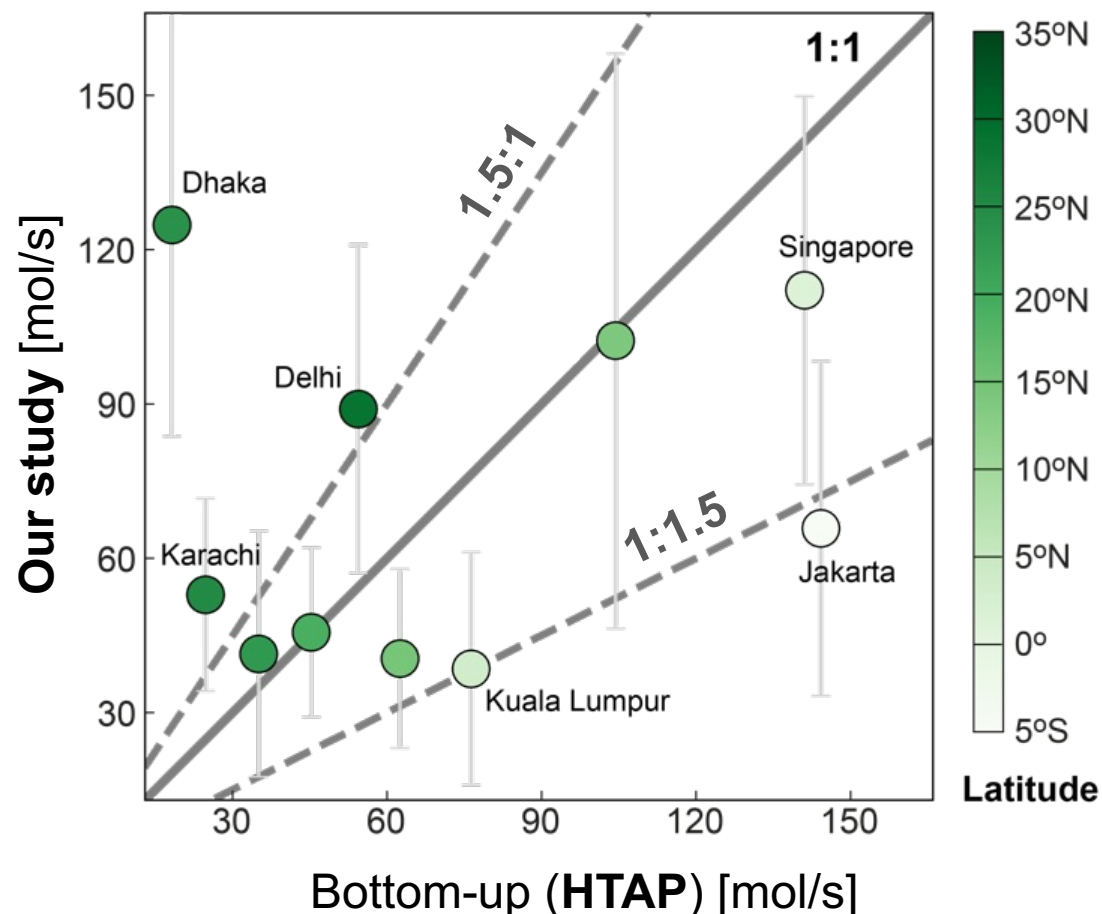 1:1
1.5:1
1:1.5
Dhaka
Delhi
Karachi
Singapore
Jakarta
Kuala Lumpur
150
120
90
60
30
30 60 90 120 150
Our study [mol/s]
Bottom-up (HTAP) [mol/s]
35ºN
30ºN
25ºN
20ºN
15ºN
10ºN
5ºN
0º
5ºS
Latitude